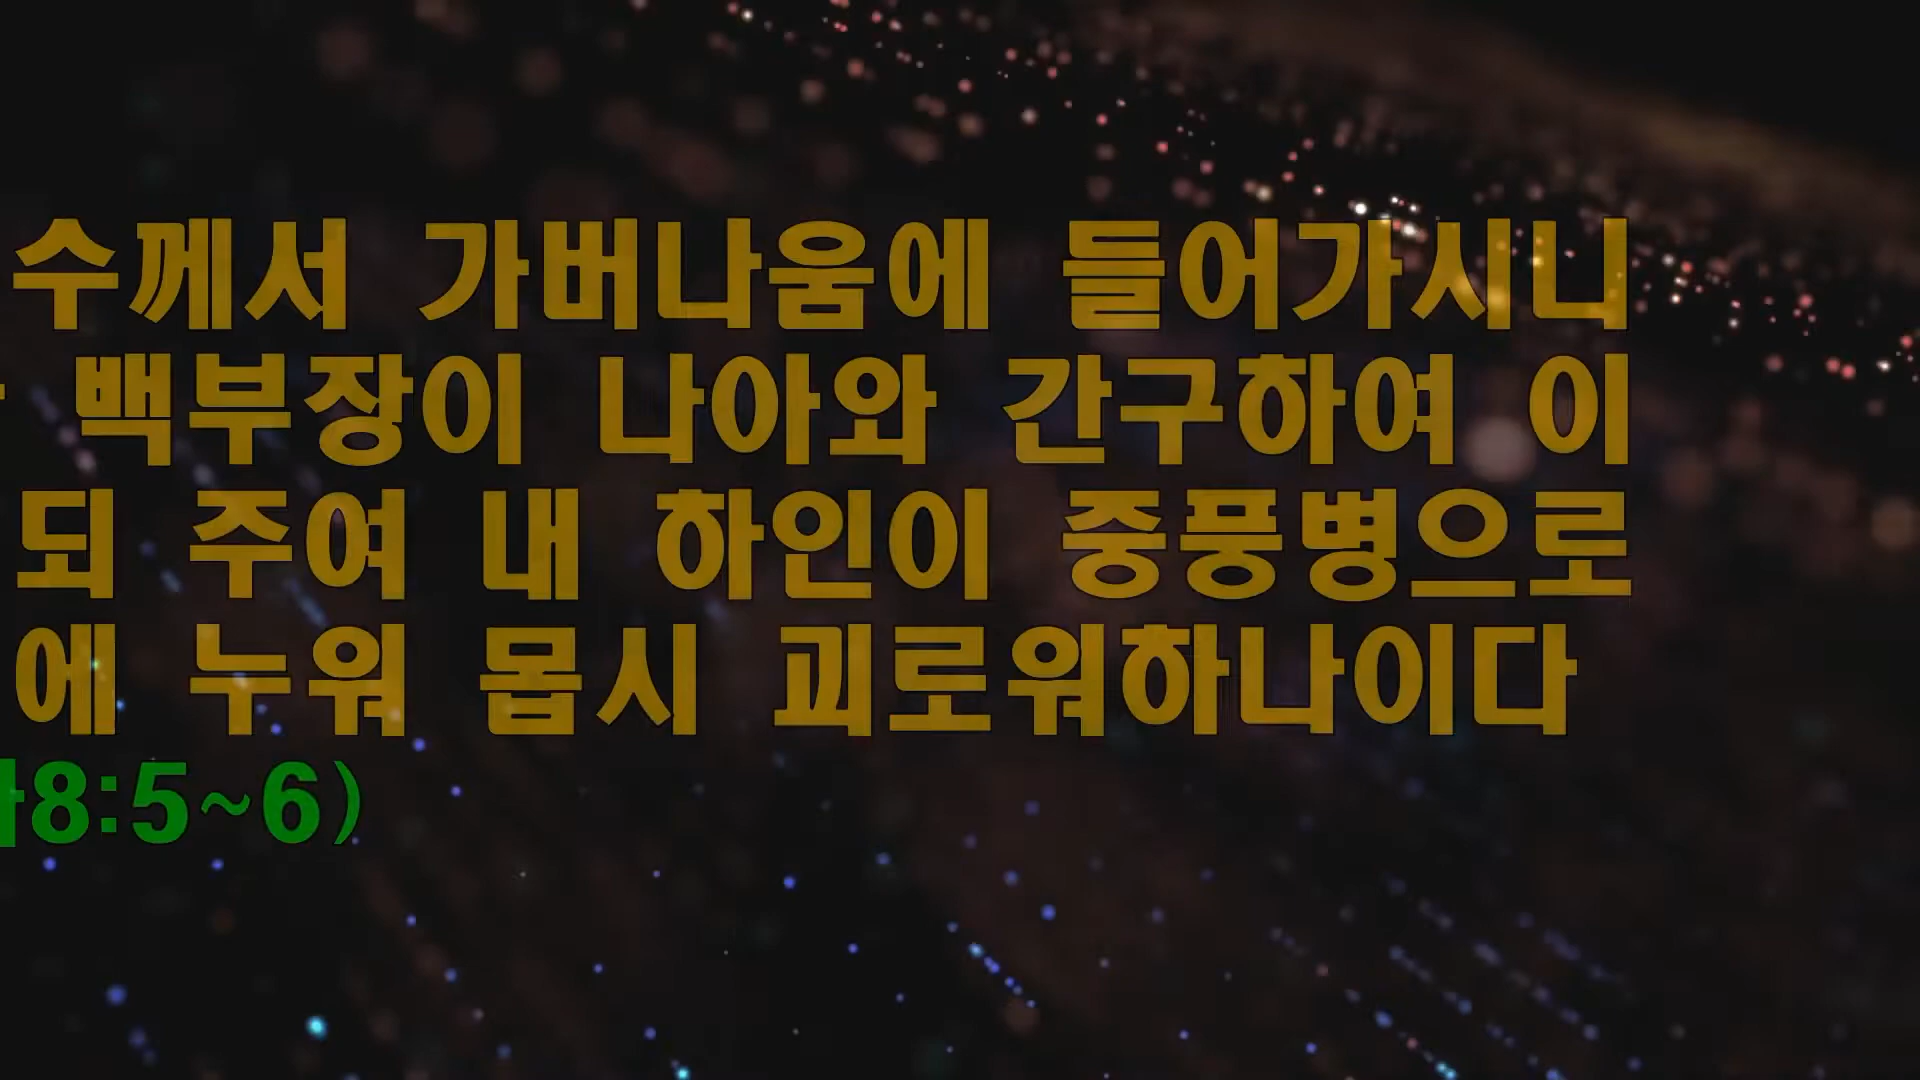 수께서 가버나움에 들어가시니
백부장이 나아와 간구하여 이
되 주여 내 하인이 중풍병으로
에 누워 몹시 괴로워하나이다
8:5~6)